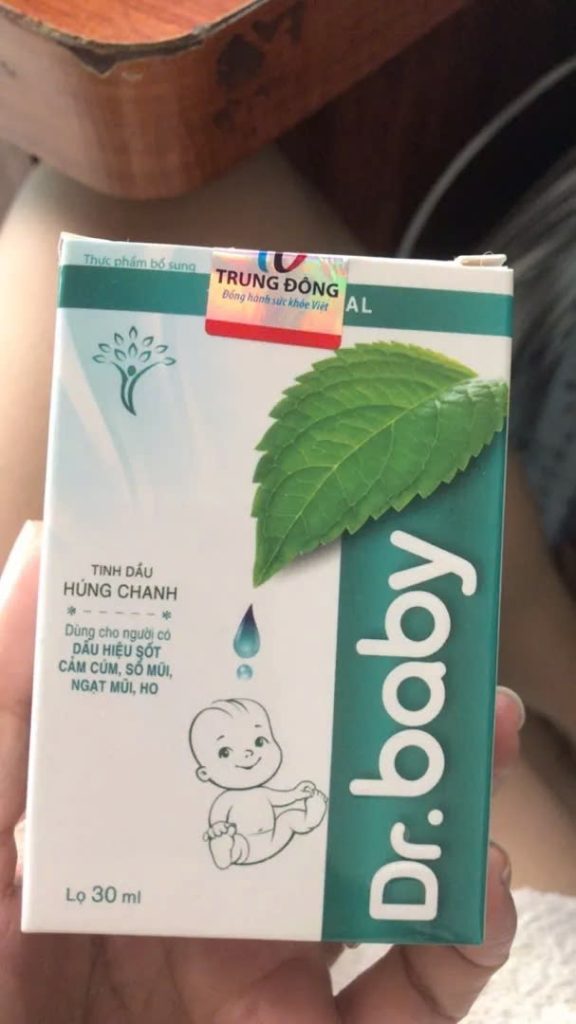 Thực phẩm bổ sung
TRUNG ĐÔNG
Đồng hành sức khỏe Việt
AL
TINH DẦU
HÚNG CHANH
Dùng cho người có
DẤU HIỆU SỐT
CẢM CÚM, SỔ MŨI,
NGẠT MŨI, HO
Dr. baby
Lọ 30 ml